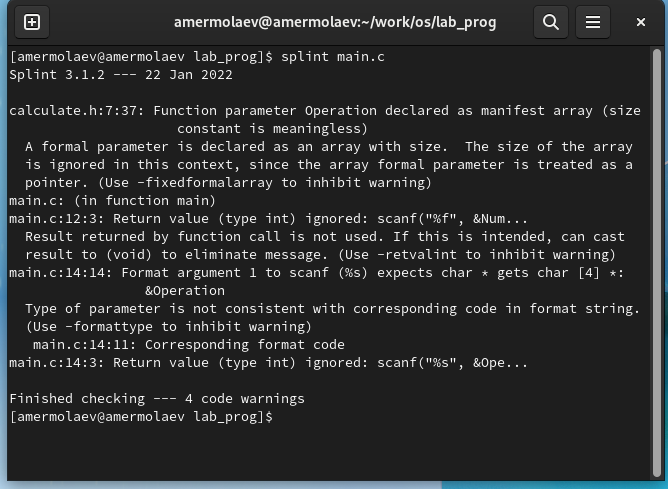 amermolaev@amermolaev:~/work/os/lab_prog
[amermolaev@amermolaev lab_prog]$ splint main.c
Splint 3.1.2 --- 22 Jan 2022
calculate.h:7:37: Function parameter Operation declared as manifest array (size
constant is meaningless)
A formal parameter is declared as an array with size.  The size of the array
is ignored in this context, since the array formal parameter is treated as a
pointer. (Use -fixedformalarray to inhibit warning)
main.c: (in function main)
main.c:12:3: Return value (type int) ignored: scanf("%f", &Num...
Result returned by function call is not used. If this is intended, can cast
result to (void) to eliminate message. (Use -retvalint to inhibit warning)
main.c:14:14: Format argument 1 to scanf (%s) expects char * gets char [4] *:
&Operation
Type of parameter is not consistent with corresponding code in format string.
(Use -formattype to inhibit warning)
main.c:14:11: Corresponding format code
main.c:14:3: Return value (type int) ignored: scanf("%s", &Ope...
Finished checking --- 4 code warnings
[amermolaev@amermolaev lab_prog]$